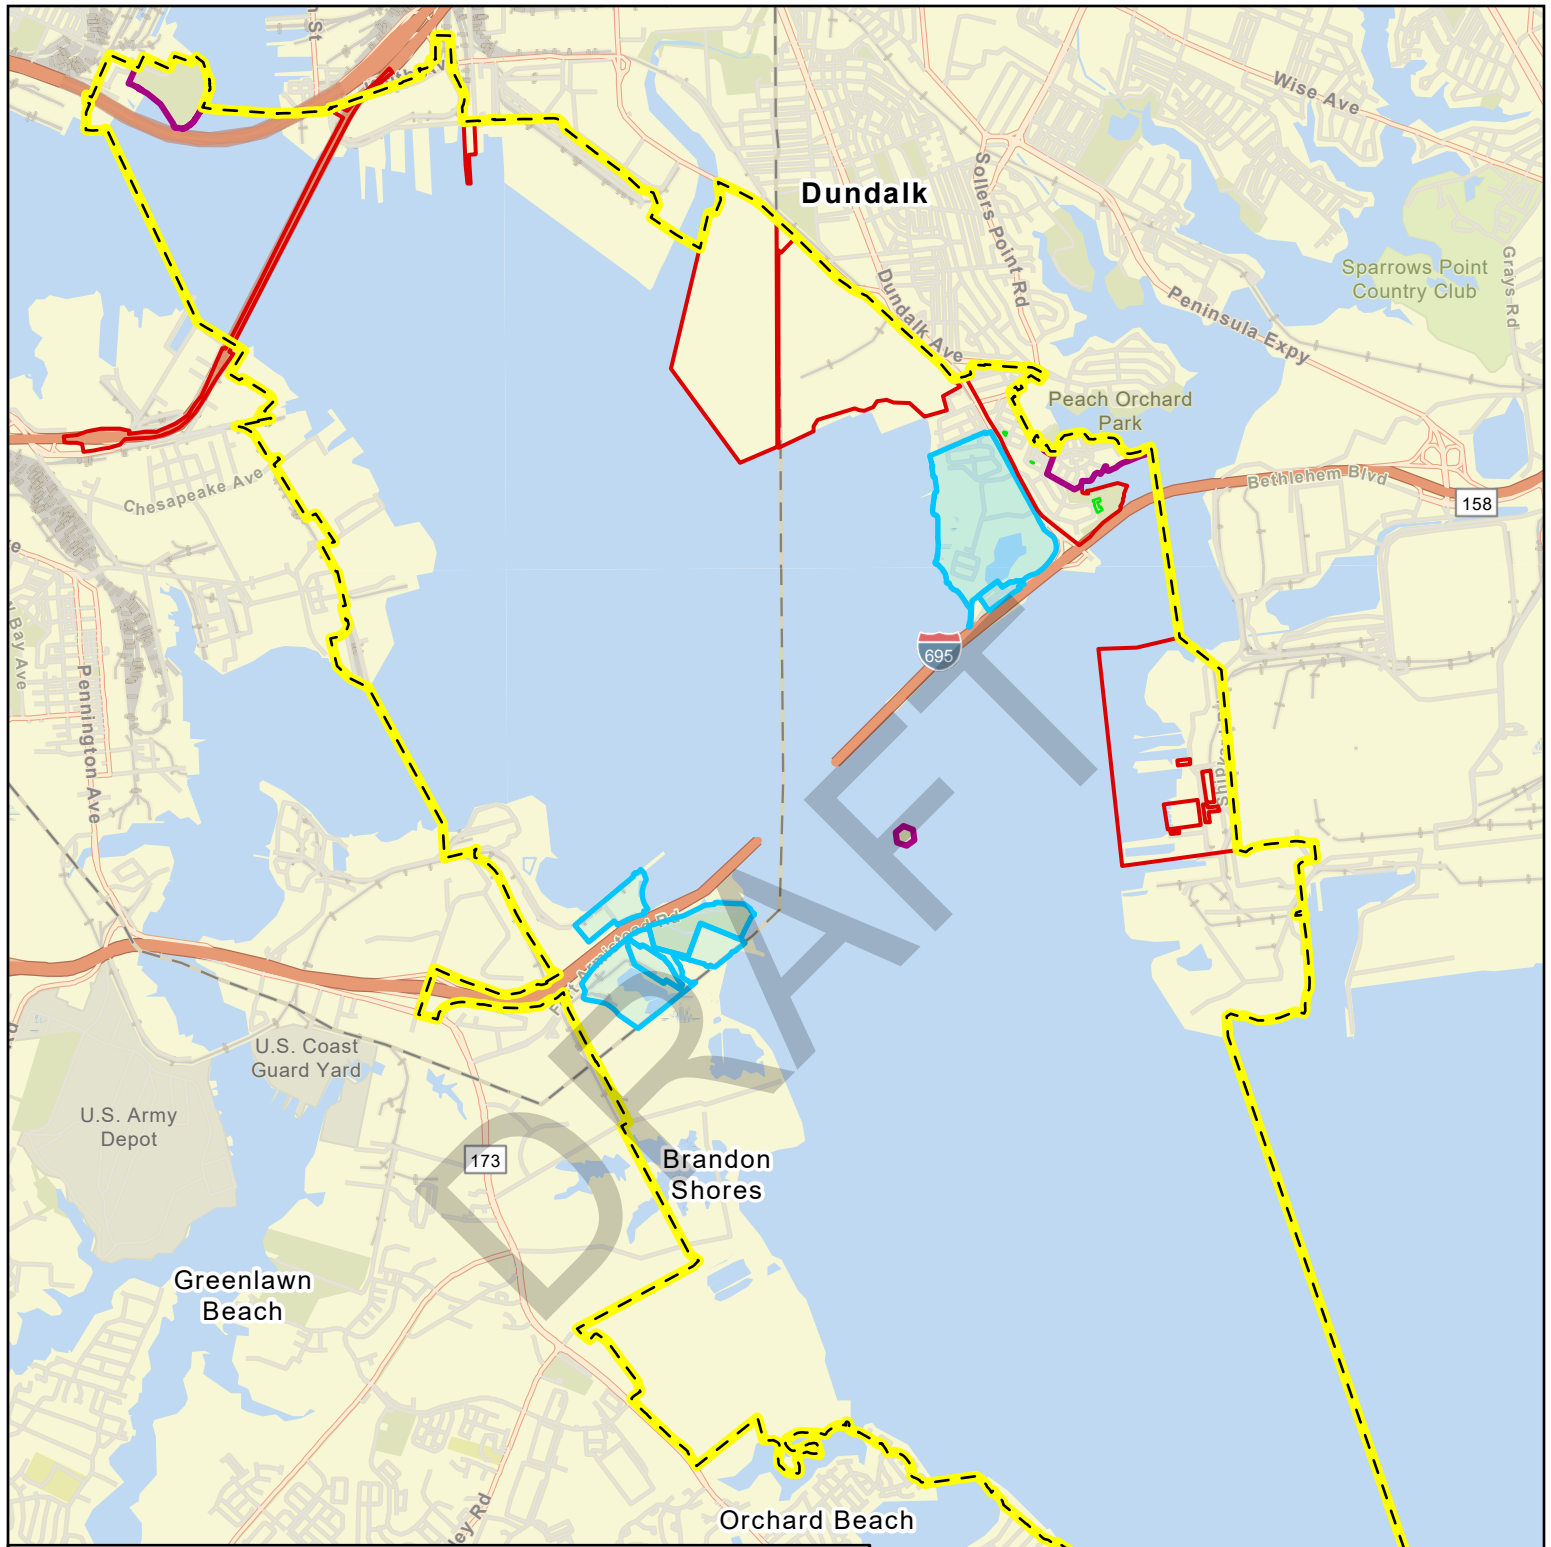 Wise Ave
Dundalk
Sollers Point Rd
Sparrows Point
Country Club
Grays Rd
Dundalk Ave
Peninsula Expy
Peach Orchard
Park
Bethlehem Blvd
158
Chesapeake Ave
Bay Ave
Pennington Ave
695
DRAFT
U.S. Coast
Guard Yard
U.S. Army
Depot
173
Brandon
Shores
Greenlawn
Beach
Orchard Beach